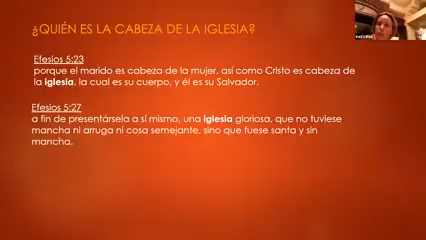 ¿QUIÉN ES LA CABEZA DE LA IGLESIA?
Efesios 5:23
porque el marido es cabeza de la mujer, así como Cristo es cabeza de
la iglesia, la cual es su cuerpo, y él es su Salvador.
Efesios 5:27
a fin de presentársela a sí mismo, una iglesia gloriosa, que no tuviese
mancha ni arruga ni cosa semejante, sino que fuese santa y sin
mancha.